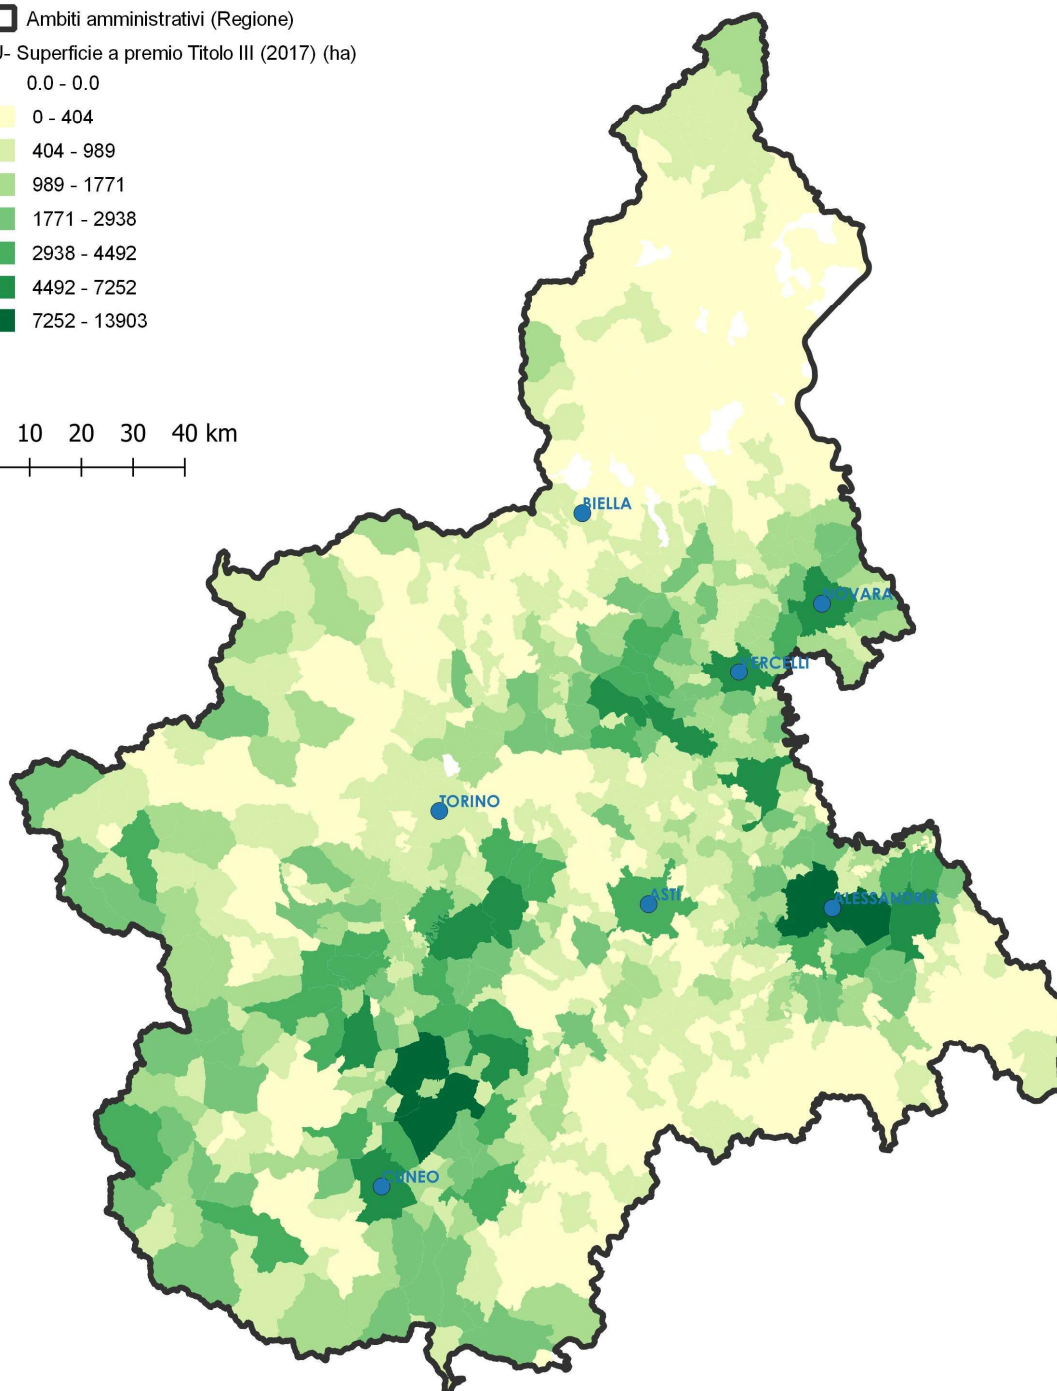 Ambiti amministrativi (Regione)
- Superficie a premio Titolo III (2017) (ha)
0.0 - 0.0
0 - 404
404 - 989
989 - 1771
1771 - 2938
2938 - 4492
4492 - 7252
7252 - 13903
10 20 30 40 km
BIELLA
NOVARA
VERCELLI
TORINO
ASTI
ALESSANDRIA
CUNEO